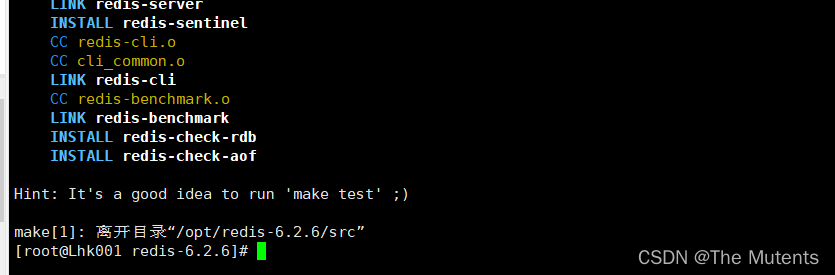 LINK redis-server
INSTALL redis-sentinel
CC redis-cli.o
CC cli_common.o
LINK redis-cli
CC redis-benchmark.o
LINK redis-benchmark
INSTALL redis-check-rdb
INSTALL redis-check-aof
Hint: It's a good idea to run 'make test' ;)
make[1]: 离开目录“/opt/redis-6.2.6/src”
[root@Lhk001 redis-6.2.6]#
CSDN @The Mutents